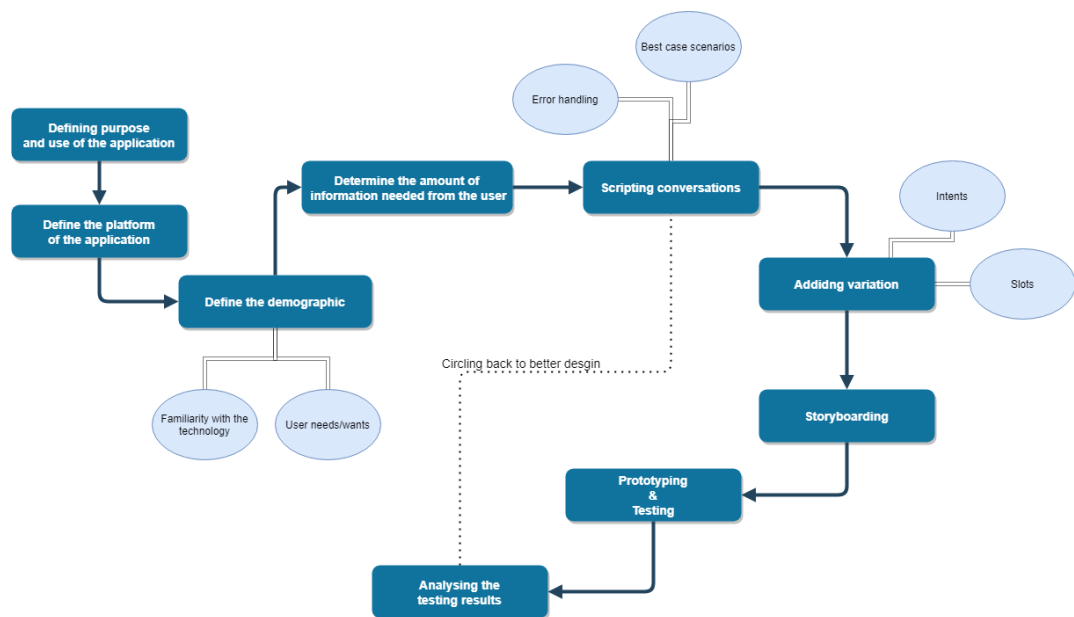 Best case scenarios
Error handling
Defining purpose
and use of the application
Determine the amount of
information needed from the user
Scripting conversations
Intents
Define the platform
of the application
Define the demographic
Addidng variation
Slots
Circling back to better desgin
Familiarity with the
technology
User needs/wants
Storyboarding
Prototyping
&
Testing
Analysing the
testing results